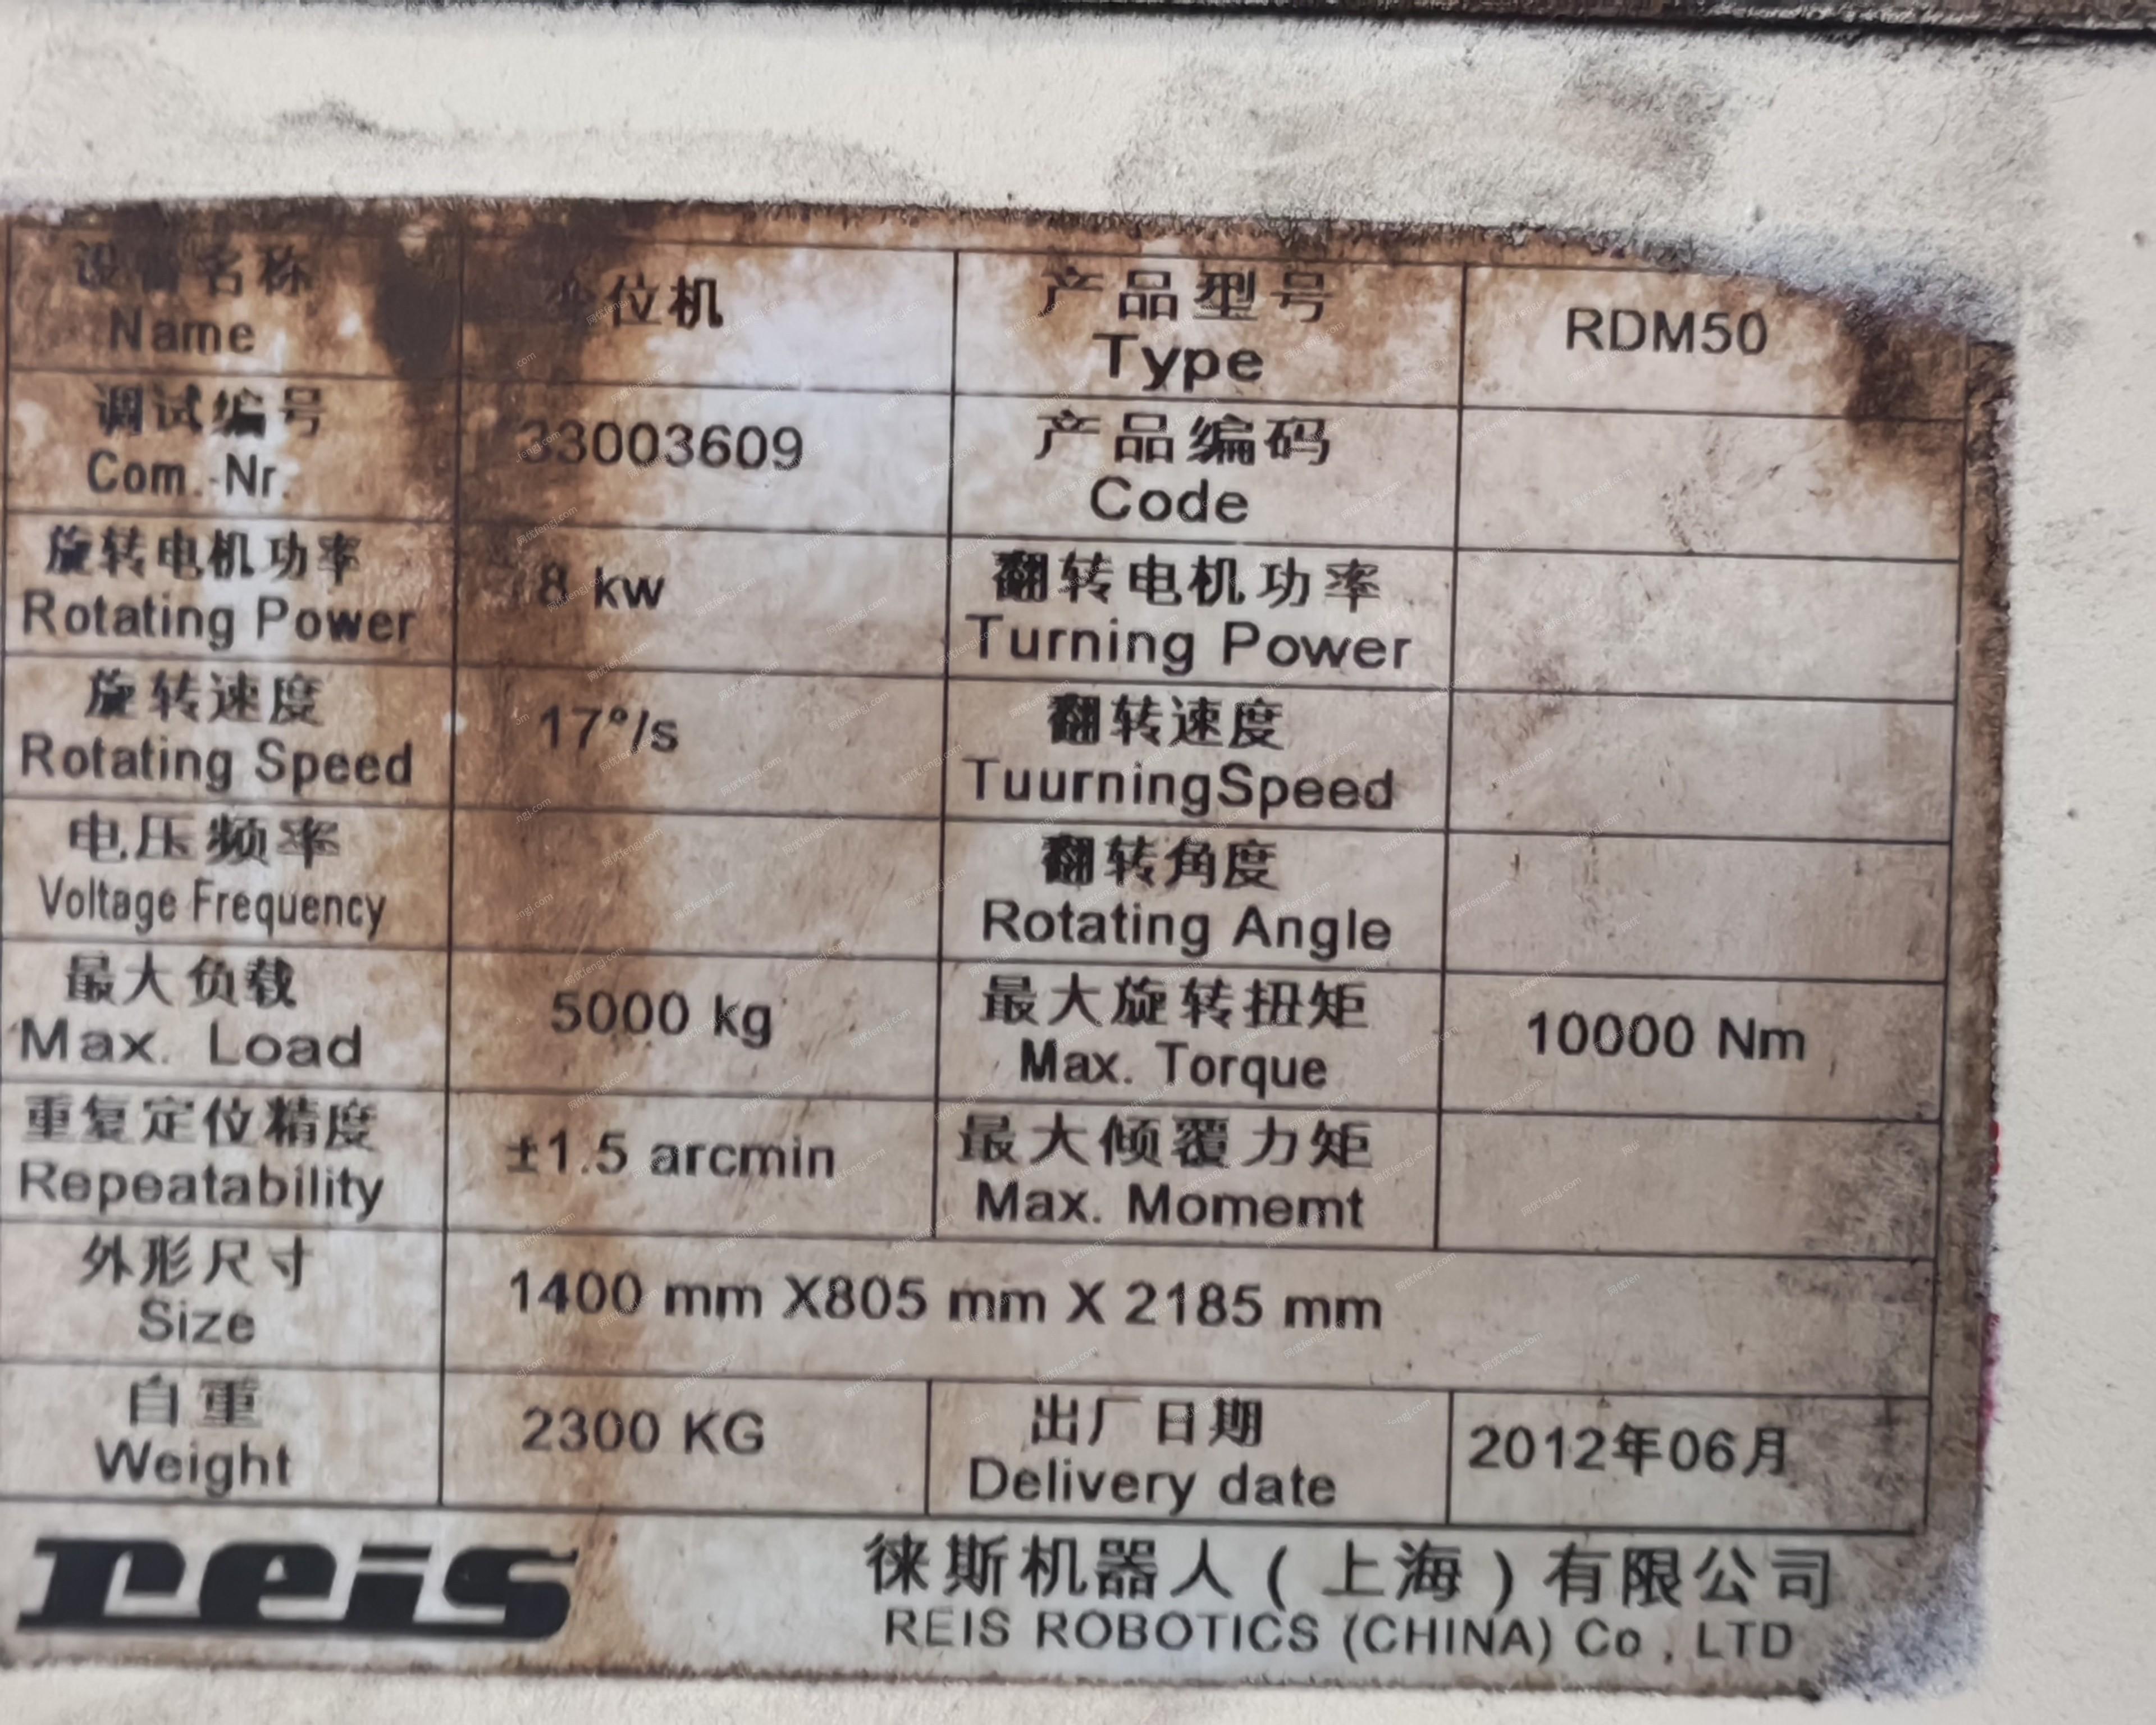 设备名称 变位机 产品型号 RDM50
Name Type
调试编号 33003609 产品编码
Com.-Nr. Code
旋转电机功率 8 kw 翻转电机功率
Rotating Power Turning Power
旋转速度 17°/s 翻转速度
Rotating Speed TuurningSpeed
电压频率 翻转角度
Voltage Frequency Rotating Angle
最大负载 5000 kg 最大旋转扭矩 10000 Nm
Max. Load Max. Torque
重复定位精度 ±1.5 arcmin 最大倾覆力矩
Repeatability Max. Momemt
外形尺寸 1400 mm X805 mm X 2185 mm
Size
自重 2300 KG 出厂日期 2012年06月
Weight Delivery date
reis 徕斯机器人(上海)有限公司
REIS ROBOTICS (CHINA) Co , LTD